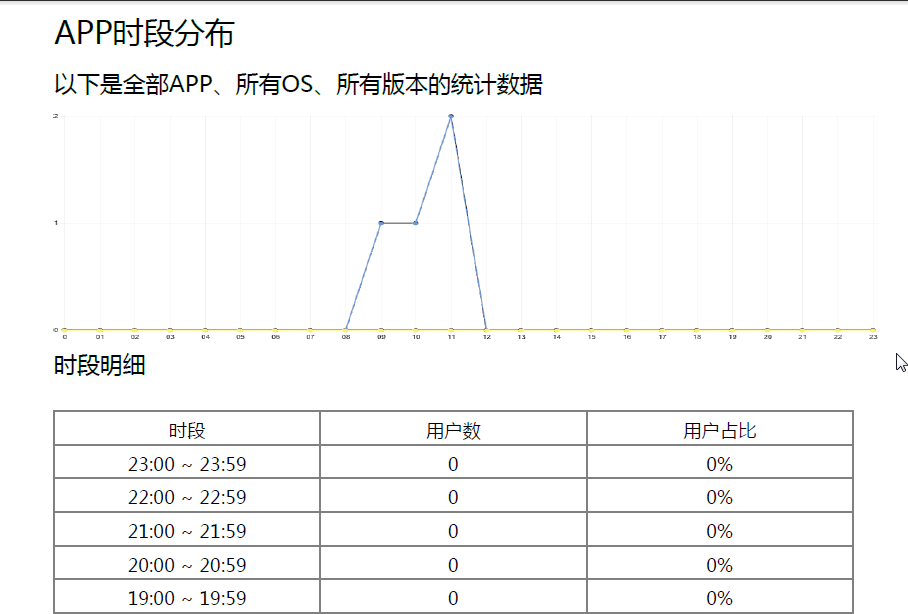 APP时段分布
以下是全部APP、所有OS、所有版本的统计数据
2
1
0
0 01 02 03 04 05 06 07 08 09 10 11 12 13 14 15 16 17 18 19 20 21 22 23
时段明细
时段 用户数 用户占比
23:00 ~ 23:59 0 0%
22:00 ~ 22:59 0 0%
21:00 ~ 21:59 0 0%
20:00 ~ 20:59 0 0%
19:00 ~ 19:59 0 0%